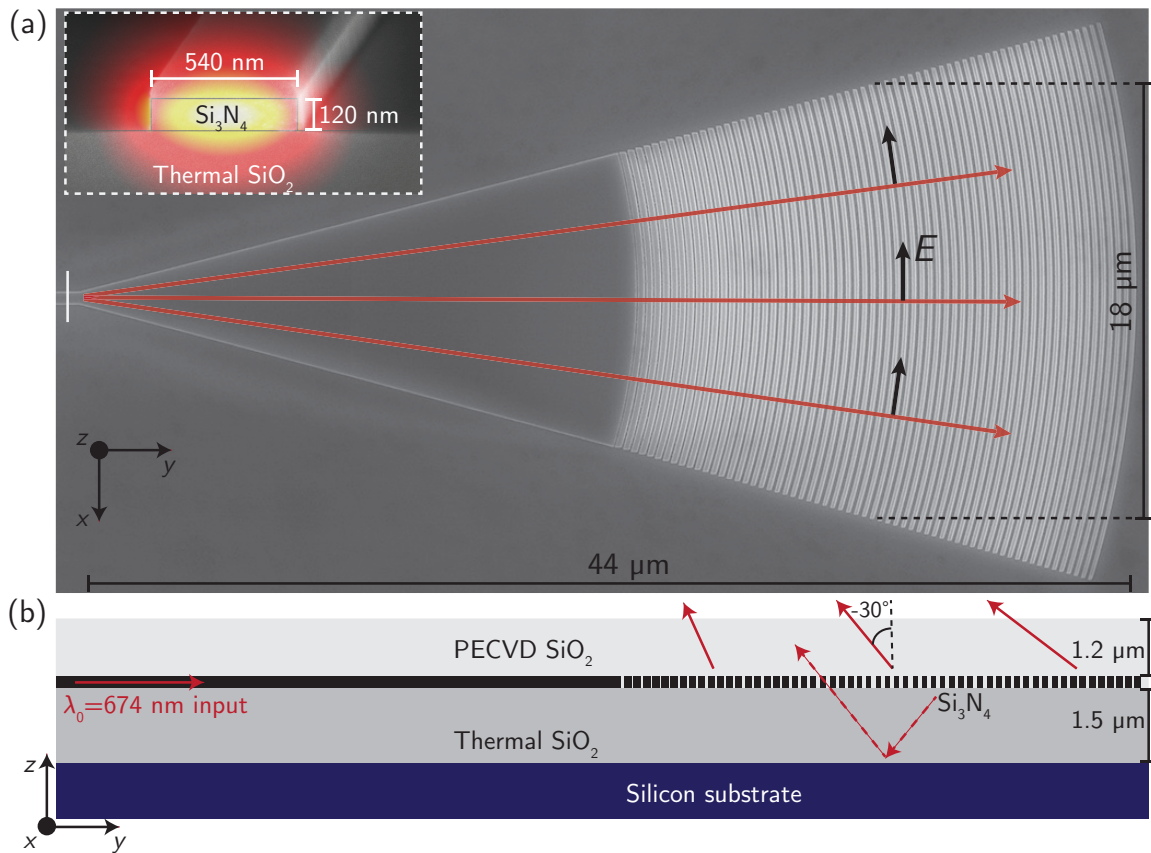 (a)
540 nm
Si₃N₄
120 nm
Thermal SiO₂
E
18 µm
z
y
x
44 µm
(b)
-30°
PECVD SiO₂
1.2 µm
λ₀=674 nm input
Si₃N₄
1.5 µm
Thermal SiO₂
z
Silicon substrate
x
y